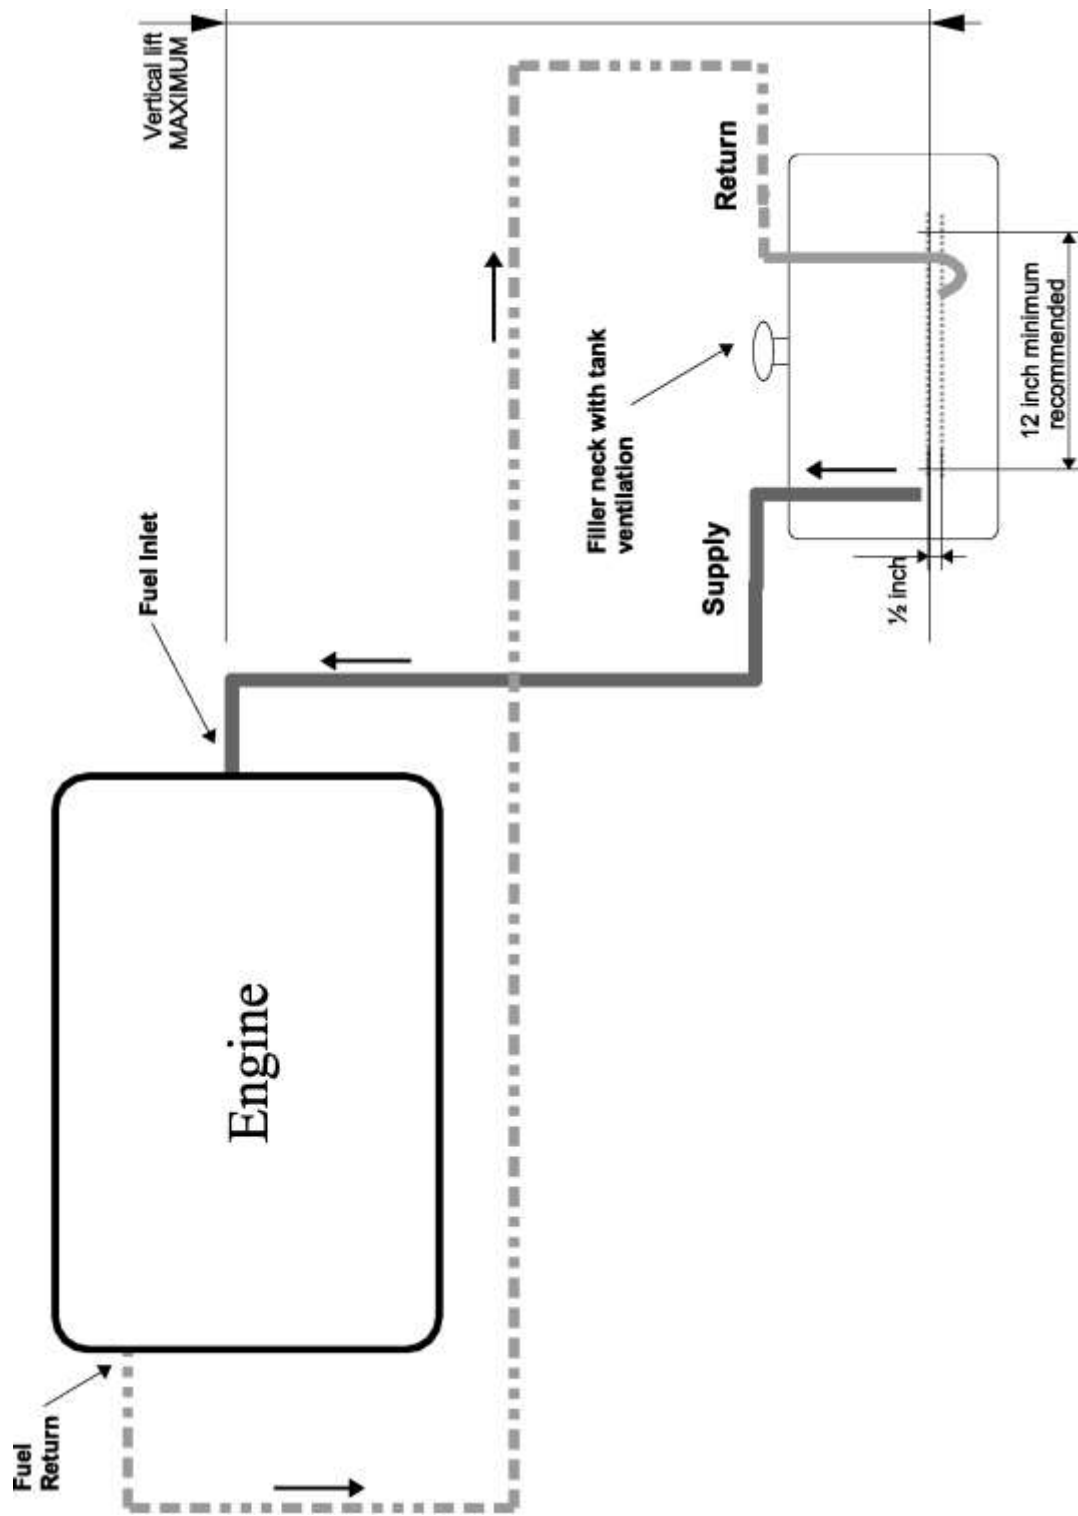 Fuel
Return
Engine
Fuel Inlet
Vertical lift
MAXIMUM
Filler neck with tank
ventilation
Supply
Return
½ inch
12 inch minimum
recommended